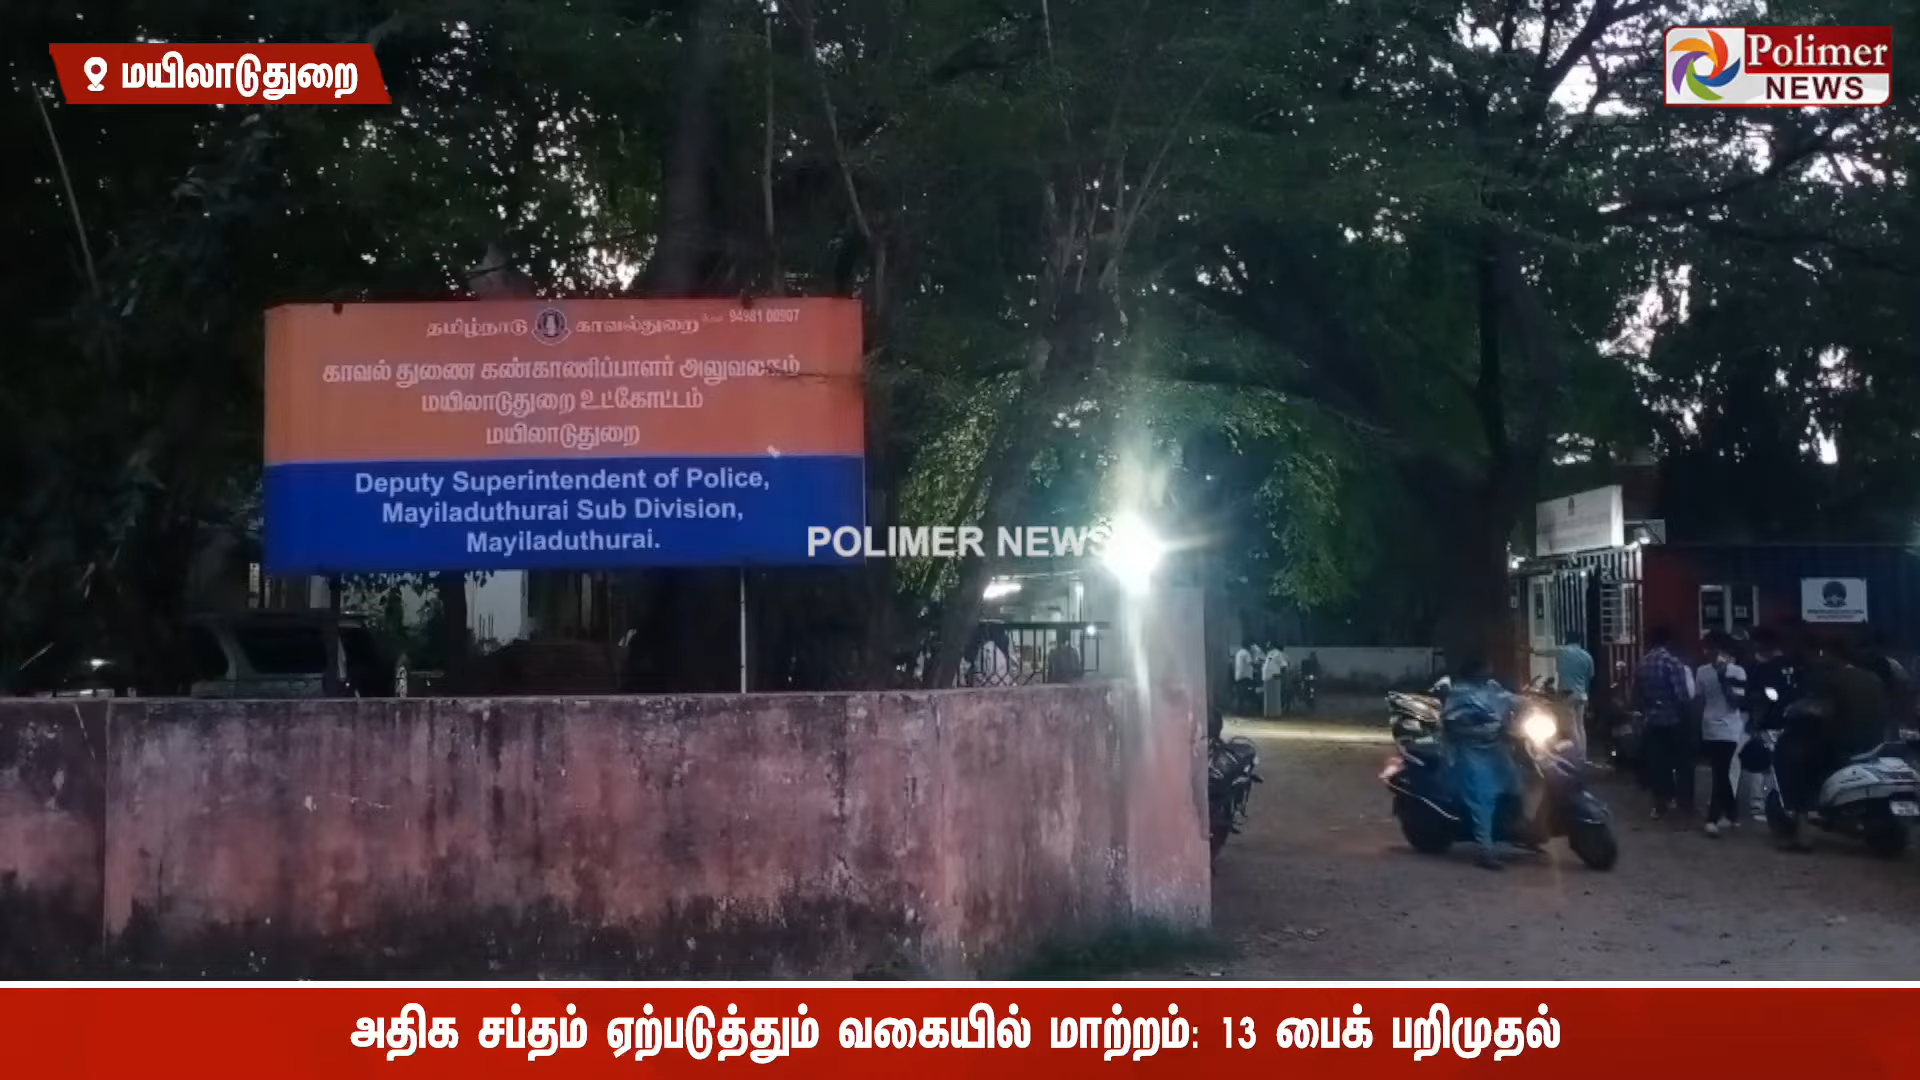 மயிலாடுதுறை
Polimer
NEWS
தமிழ்நாடு காவல்துறை 94981 00907
காவல் துணை கண்காணிப்பாளர் அலுவலகம்
மயிலாடுதுறை உட்கோட்டம்
மயிலாடுதுறை
Deputy Superintendent of Police,
Mayiladuthurai Sub Division,
Mayiladuthurai.
POLIMER NEWS
அதிக சப்தம் ஏற்படுத்தும் வகையில் மாற்றம்: 13 பைக் பறிமுதல்